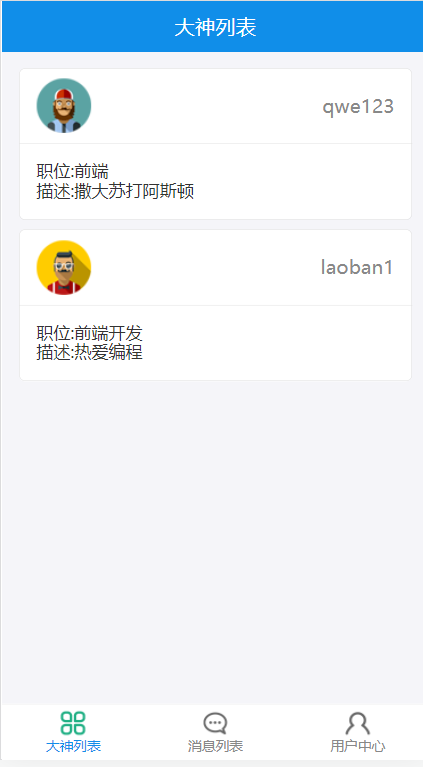 大神列表
qwe123
职位:前端
描述:撒大苏打阿斯顿
laoban1
职位:前端开发
描述:热爱编程
大神列表
消息列表
用户中心